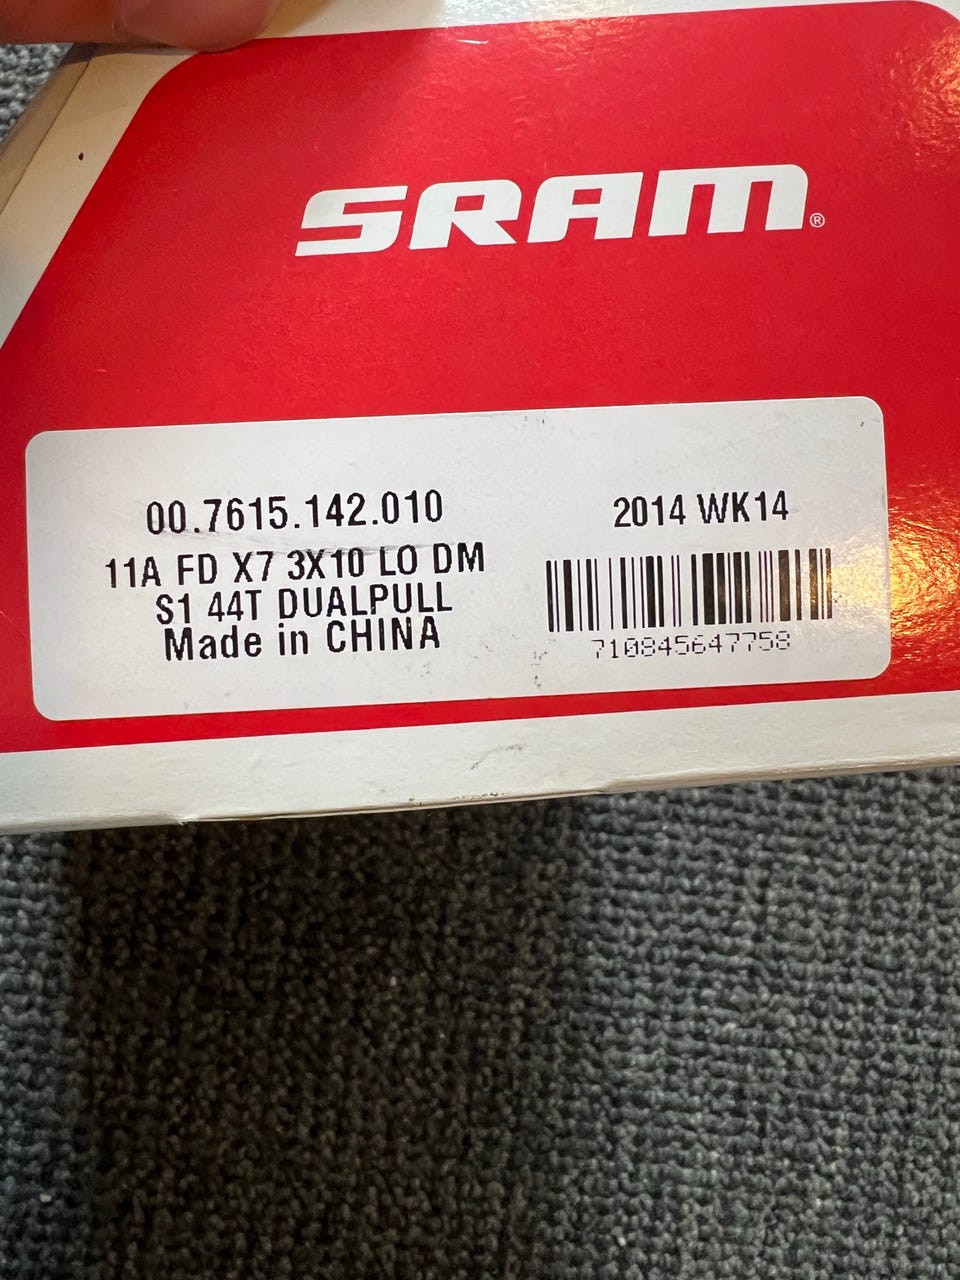 SRAM®
00.7615.142.010
11A FD X7 3X10 LO DM
S1 44T DUALPULL
Made in CHINA
2014 WK14
710845647758